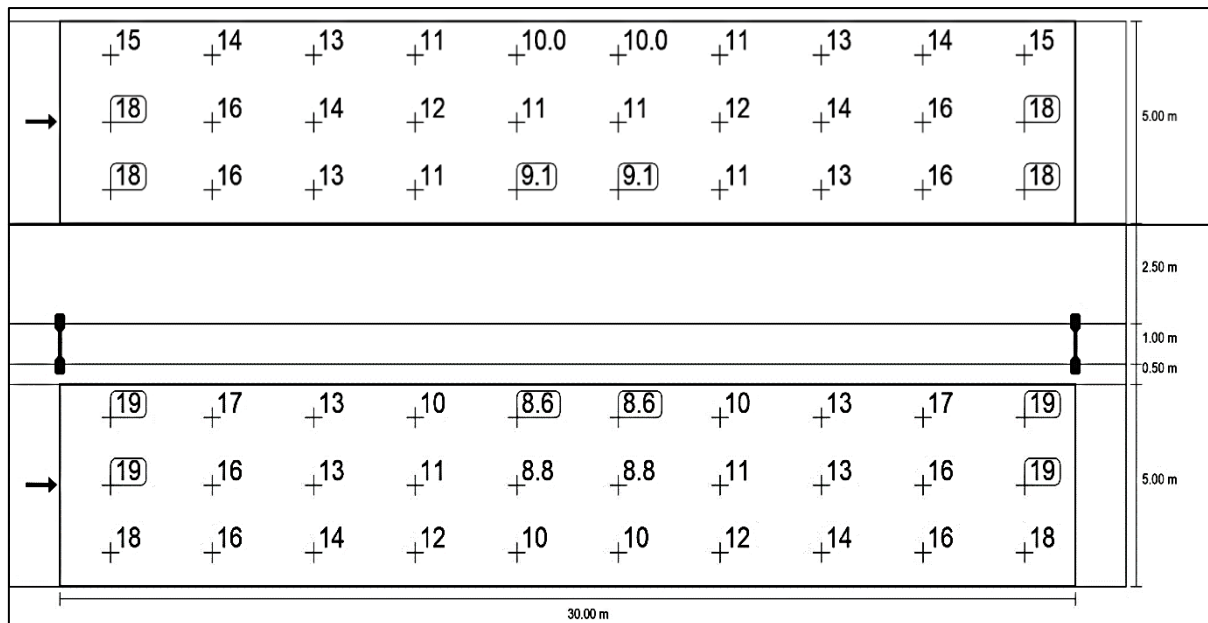 15 14 13 11 10.0 10.0 11 13 14 15
18 16 14 12 11 11 12 14 16 18
5.00 m
18 16 13 11 9.1 9.1 11 13 16 18
2.50 m
1.00 m
0.50 m
19 17 13 10 8.6 8.6 10 13 17 19
19 16 13 11 8.8 8.8 11 13 16 19
5.00 m
18 16 14 12 10 10 12 14 16 18
30.00 m